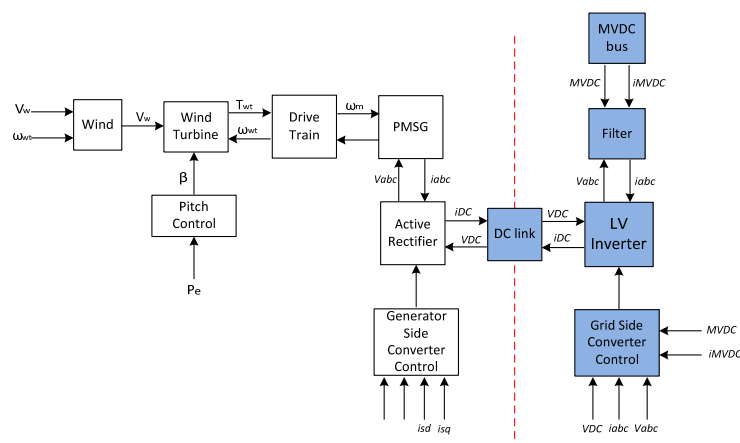 MVDC
bus
MVDC
iMVDC
Vw
ωwt
Wind
Vw
Wind
Turbine
Twt
ωwt
Drive
Train
ωm
PMSG
Filter
β
Vabc
iabc
Vabc
iabc
Pitch
Control
Active
Rectifier
iDC
VDC
DC link
VDC
iDC
LV
Inverter
Pe
Generator
Side
Converter
Control
Grid Side
Converter
Control
MVDC
iMVDC
isd
isq
VDC
iabc
Vabc